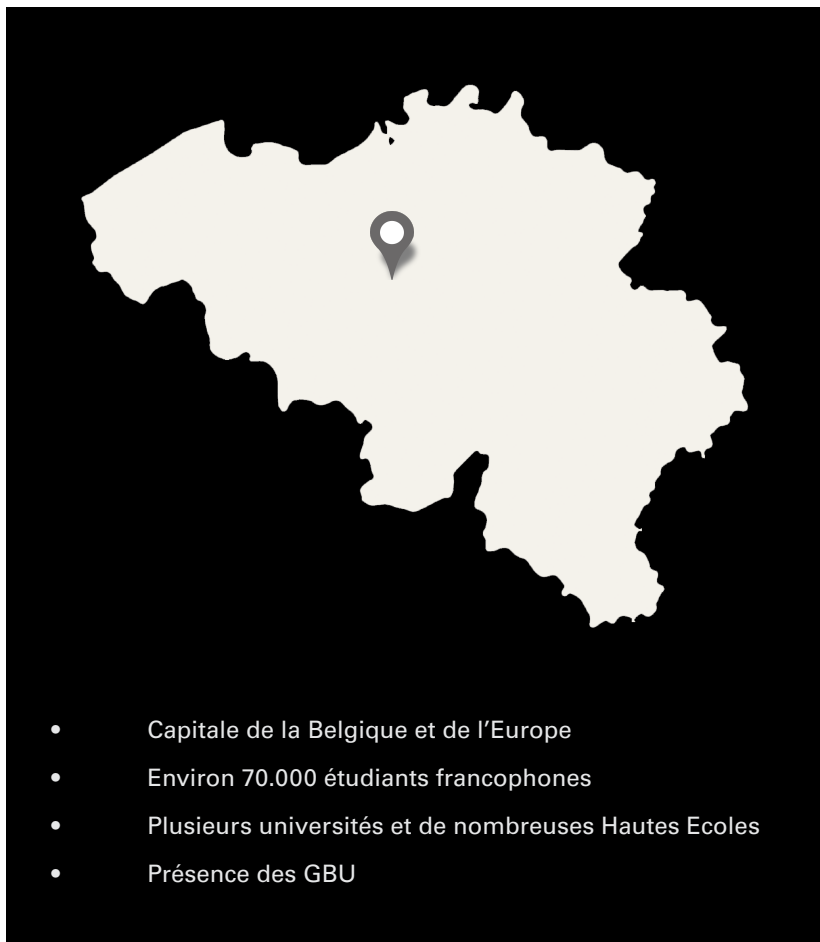 • Capitale de la Belgique et de l’Europe
• Environ 70.000 étudiants francophones
• Plusieurs universités et de nombreuses Hautes Ecoles
• Présence des GBU